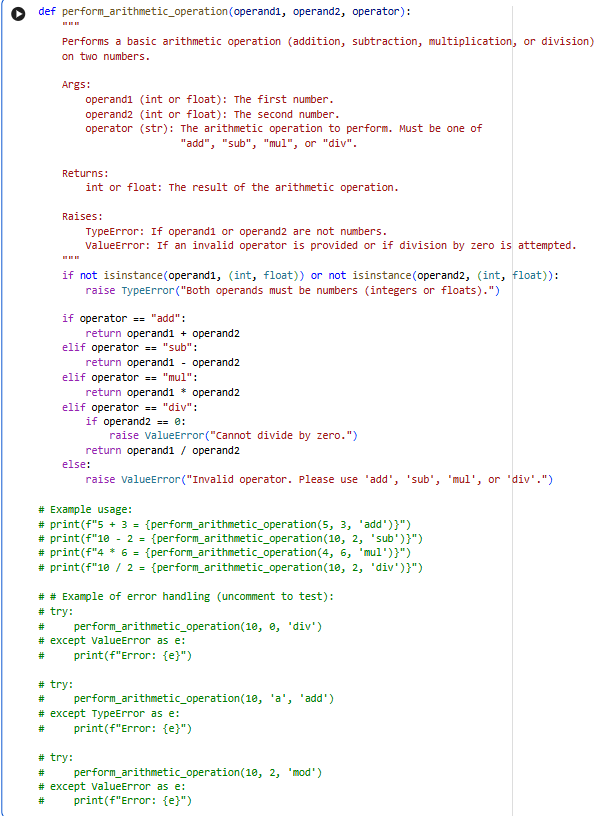 def perform_arithmetic_operation(operand1, operand2, operator):
    """
    Performs a basic arithmetic operation (addition, subtraction, multiplication, or division)
    on two numbers.

    Args:
        operand1 (int or float): The first number.
        operand2 (int or float): The second number.
        operator (str): The arithmetic operation to perform. Must be one of
                        "add", "sub", "mul", or "div".

    Returns:
        int or float: The result of the arithmetic operation.

    Raises:
        TypeError: If operand1 or operand2 are not numbers.
        ValueError: If an invalid operator is provided or if division by zero is attempted.
    """
    if not isinstance(operand1, (int, float)) or not isinstance(operand2, (int, float)):
        raise TypeError("Both operands must be numbers (integers or floats).")

    if operator == "add":
        return operand1 + operand2
    elif operator == "sub":
        return operand1 - operand2
    elif operator == "mul":
        return operand1 * operand2
    elif operator == "div":
        if operand2 == 0:
            raise ValueError("Cannot divide by zero.")
        return operand1 / operand2
    else:
        raise ValueError("Invalid operator. Please use 'add', 'sub', 'mul', or 'div'.")

# Example usage:
# print(f"5 + 3 = {perform_arithmetic_operation(5, 3, 'add')}")
# print(f"10 - 2 = {perform_arithmetic_operation(10, 2, 'sub')}")
# print(f"4 * 6 = {perform_arithmetic_operation(4, 6, 'mul')}")
# print(f"10 / 2 = {perform_arithmetic_operation(10, 2, 'div')}")

# # Example of error handling (uncomment to test):
# try:
#     perform_arithmetic_operation(10, 0, 'div')
# except ValueError as e:
#     print(f"Error: {e}")

# try:
#     perform_arithmetic_operation(10, 'a', 'add')
# except TypeError as e:
#     print(f"Error: {e}")

# try:
#     perform_arithmetic_operation(10, 2, 'mod')
# except ValueError as e:
#     print(f"Error: {e}")